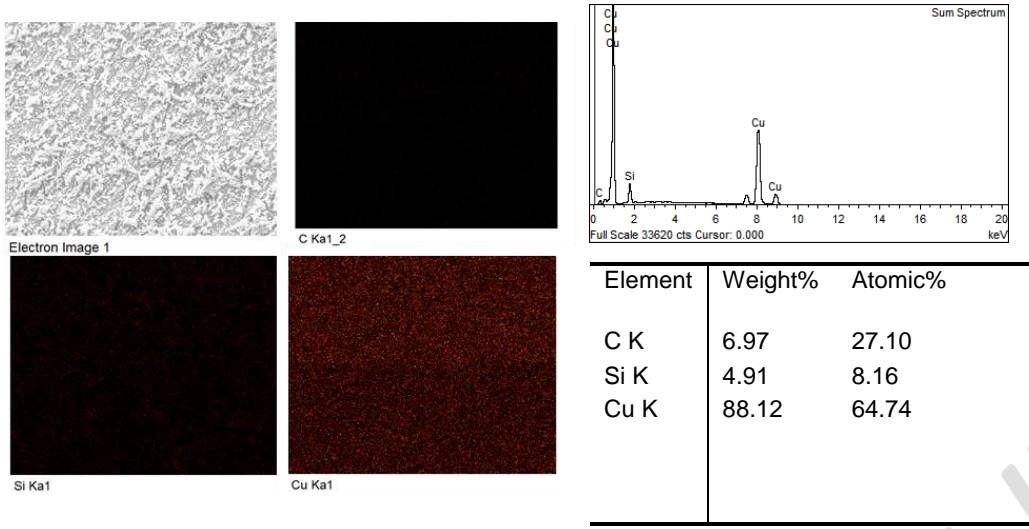 Electron Image 1
C Ka1_2
Si Ka1
Cu Ka1
Sum Spectrum
Cu
Cu
Cu
C
Si
Cu
Cu
0 2 4 6 8 10 12 14 16 18 20
Full Scale 33620 cts Cursor: 0.000 keV
Element Weight% Atomic%
C K 6.97 27.10
Si K 4.91 8.16
Cu K 88.12 64.74